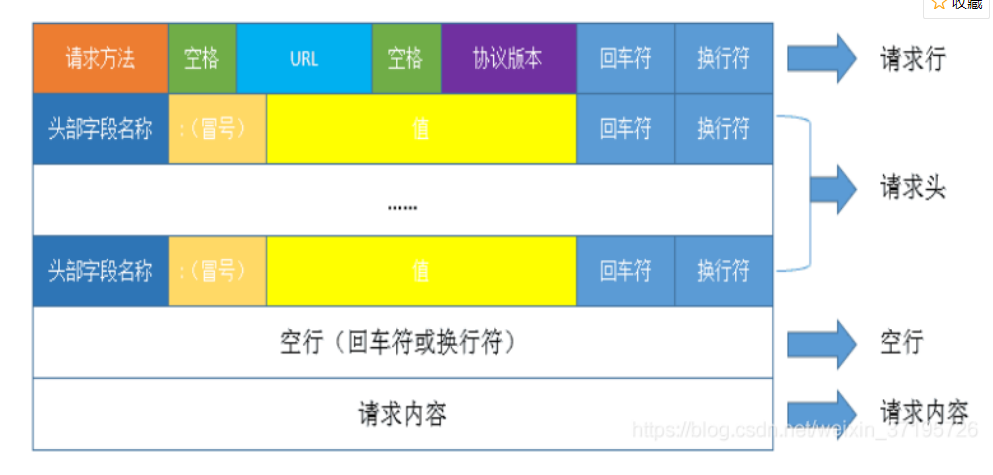 收藏
请求方法 空格 URL 空格 协议版本 回车符 换行符 请求行
头部字段名称 :（冒号） 值 回车符 换行符
请求头
......
头部字段名称 :（冒号） 值 回车符 换行符
空行（回车符或换行符） 空行
请求内容 请求内容
https://blog.csdn.net/weixin_37195726